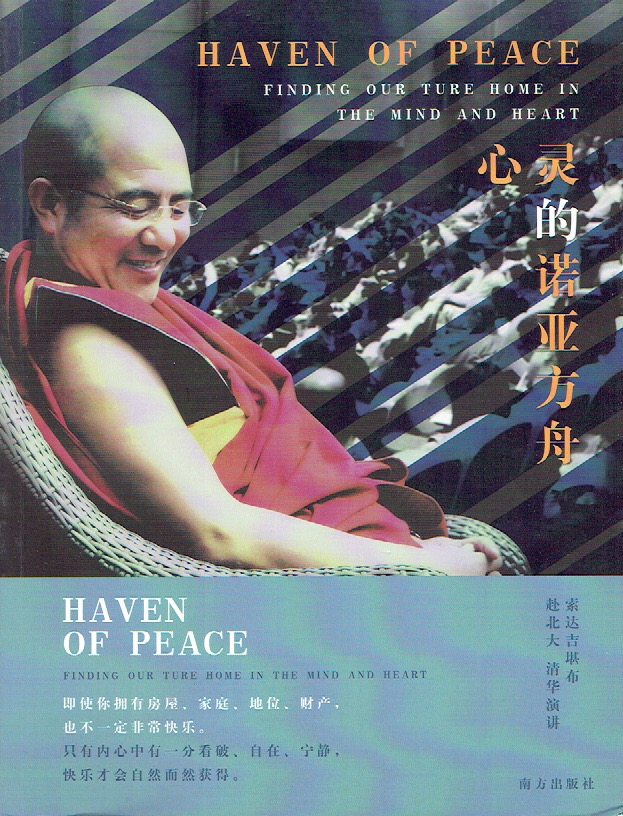 HAVEN OF PEACE
FINDING OUR TURE HOME IN
THE MIND AND HEART
心
灵的诺亚方舟
HAVEN
OF PEACE
FINDING OUR TURE HOME IN THE MIND AND HEART
即使你拥有房屋、家庭、地位、财产，
也不一定非常快乐。
只有内心中有一分看破、自在、宁静，
快乐才会自然而然获得。
索达吉堪布
赴北大 清华演讲
南方出版社